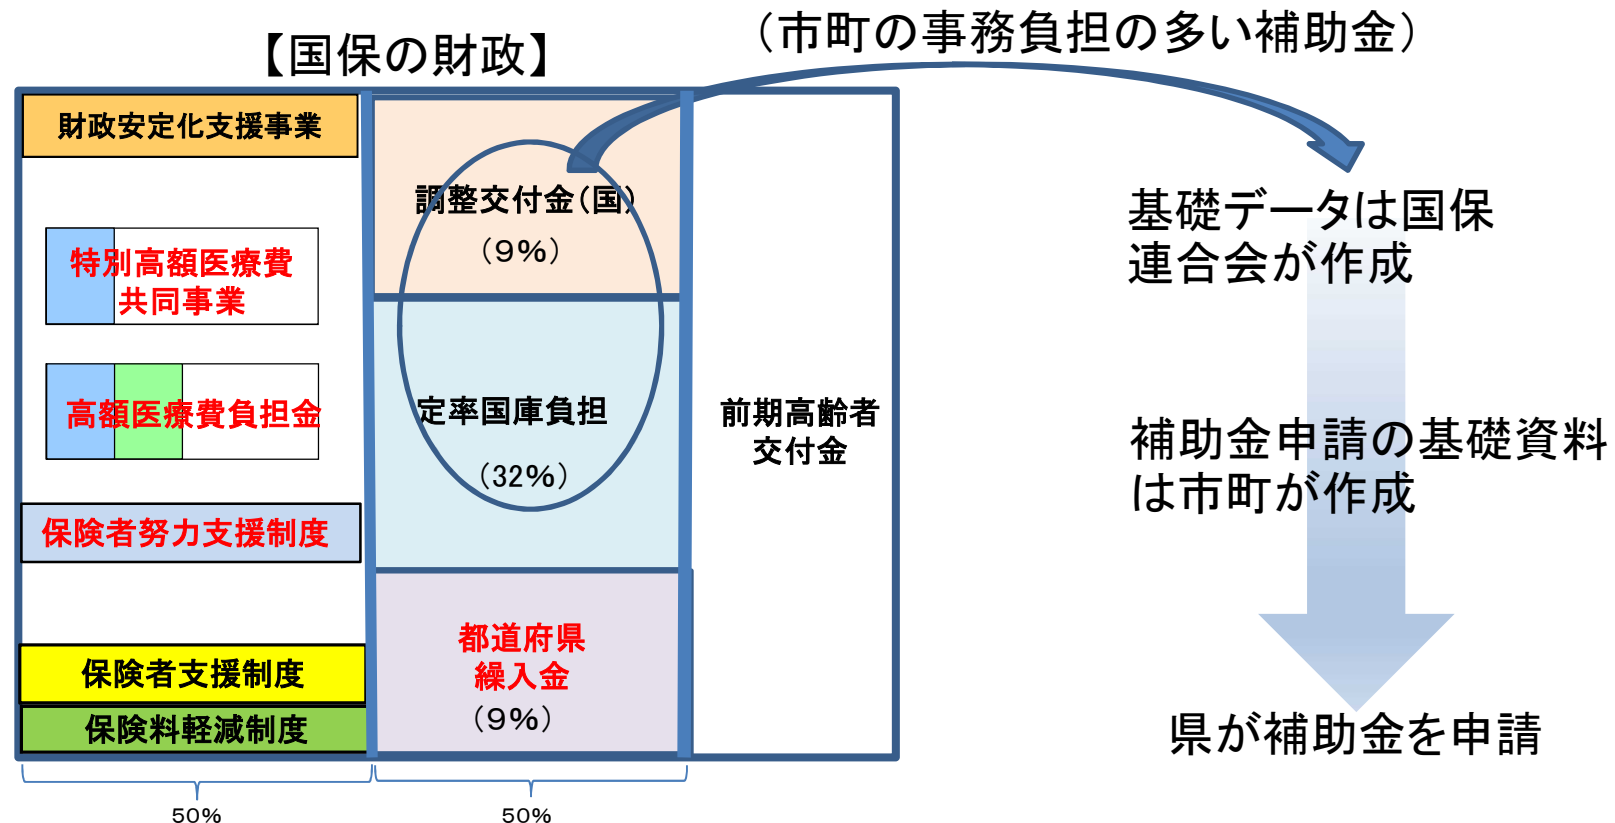 【国保の財政】
（市町の事務負担の多い補助金）
財政安定化支援事業
特別高額医療費
共同事業
高額医療費負担金
保険者努力支援制度
保険者支援制度
保険料軽減制度
50%
調整交付金（国）
（9%）
定率国庫負担
（32%）
都道府県
繰入金
（9%）
50%
前期高齢者
交付金
基礎データは国保
連合会が作成
補助金申請の基礎資料
は市町が作成
県が補助金を申請